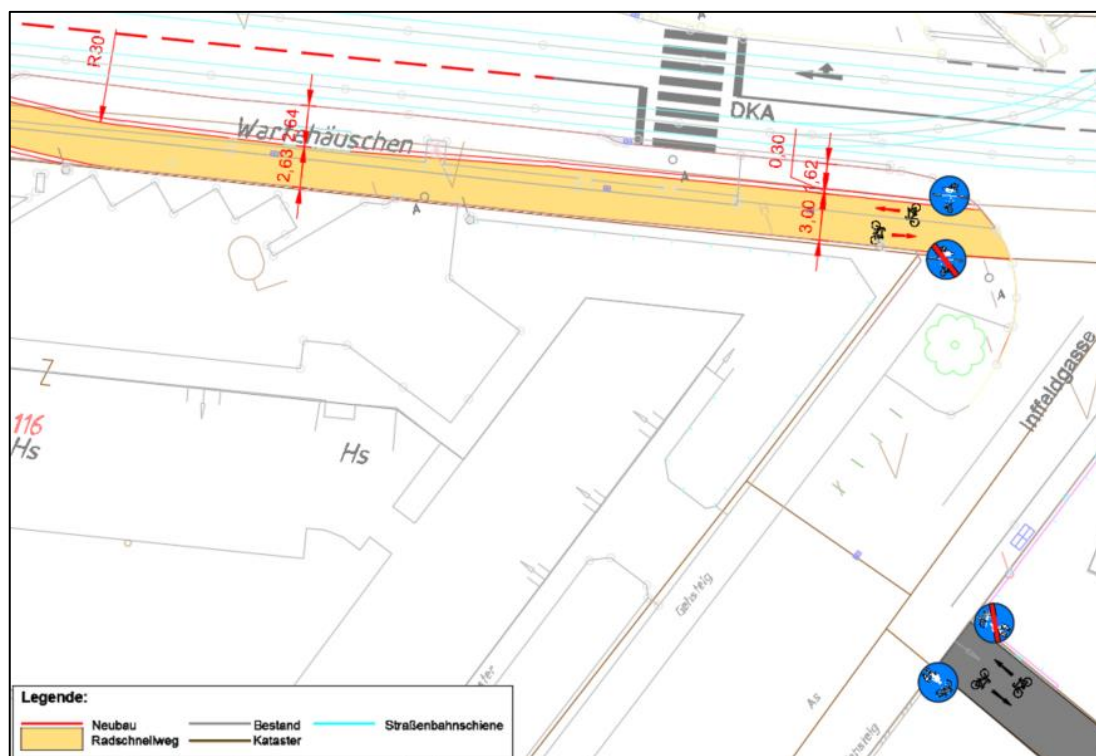 A
R30
DKA
Wartehäuschen
2,64
2,63
0,30
1,62
3,00
A
A
A
Inffeldgasse
Z
116
Hs
Hs
Gehsteig
As
Gehsteig
Legende:
Neubau
Bestand
Straßenbahnschiene
Radschnellweg
Kataster